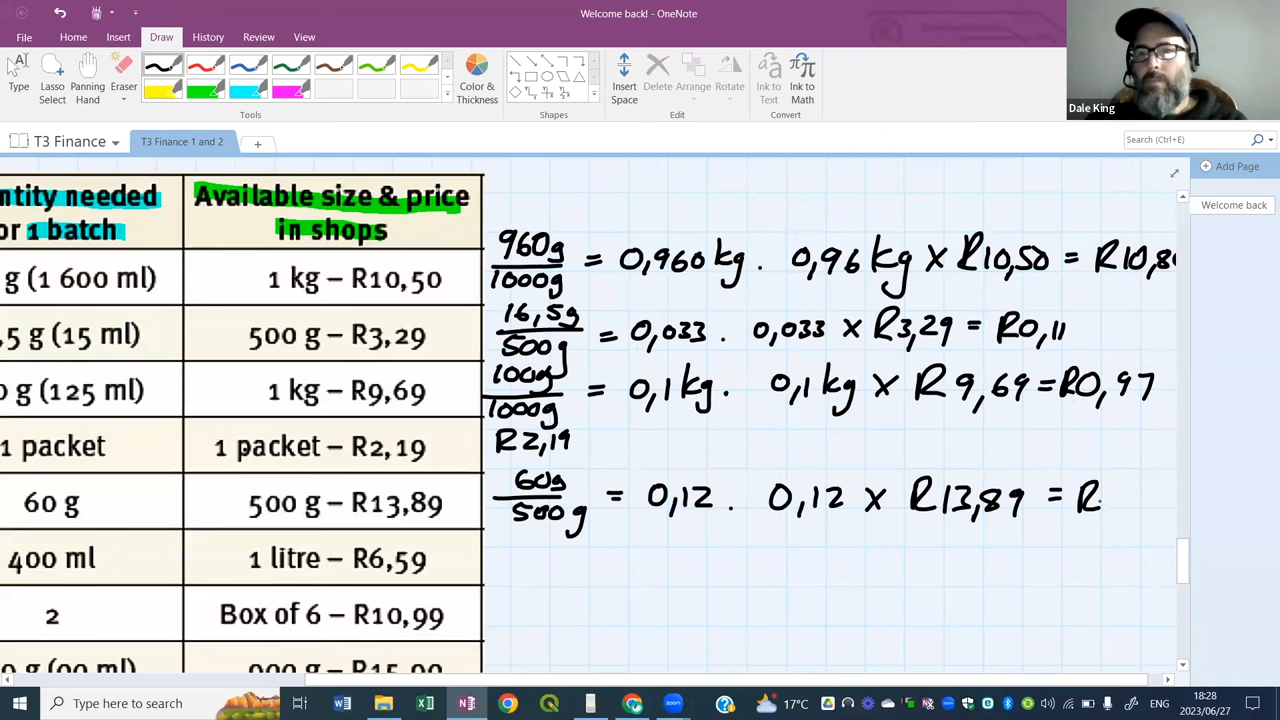 Welcome back! - OneNote
File Home Insert Draw History Review View
Type
Lasso Select
Panning Hand
Eraser
Color & Thickness
Insert Space
Delete
Arrange
Rotate
Ink to Text
Ink to Math
Tools
Shapes
Edit
Convert
Dale King
T3 Finance
T3 Finance 1 and 2
Search (Ctrl+E)
Add Page
Welcome back
ntity needed
or 1 batch
Available size & price
in shops
g (1 600 ml)
1 kg – R10,50
960g/1000g = 0,960 kg. 0,96 kg × R10,50 =
,5 g (15 ml)
500 g – R3,29
16,5g/500g = 0,033 . 0,033 × R3,29 = R0,11
g (125 ml)
1 kg – R9,69
100g/1000g = 0,1 kg. 0,1 kg × R 9,69 = R0,97
1 packet
1 packet – R2,19
R2,19
60 g
500 g – R13,89
60g/500g = 0,12 . 0,12 × R13,89 = R
400 ml
1 litre – R6,59
2
Box of 6 – R10,99
Type here to search
17°C
18:28
2023/06/27